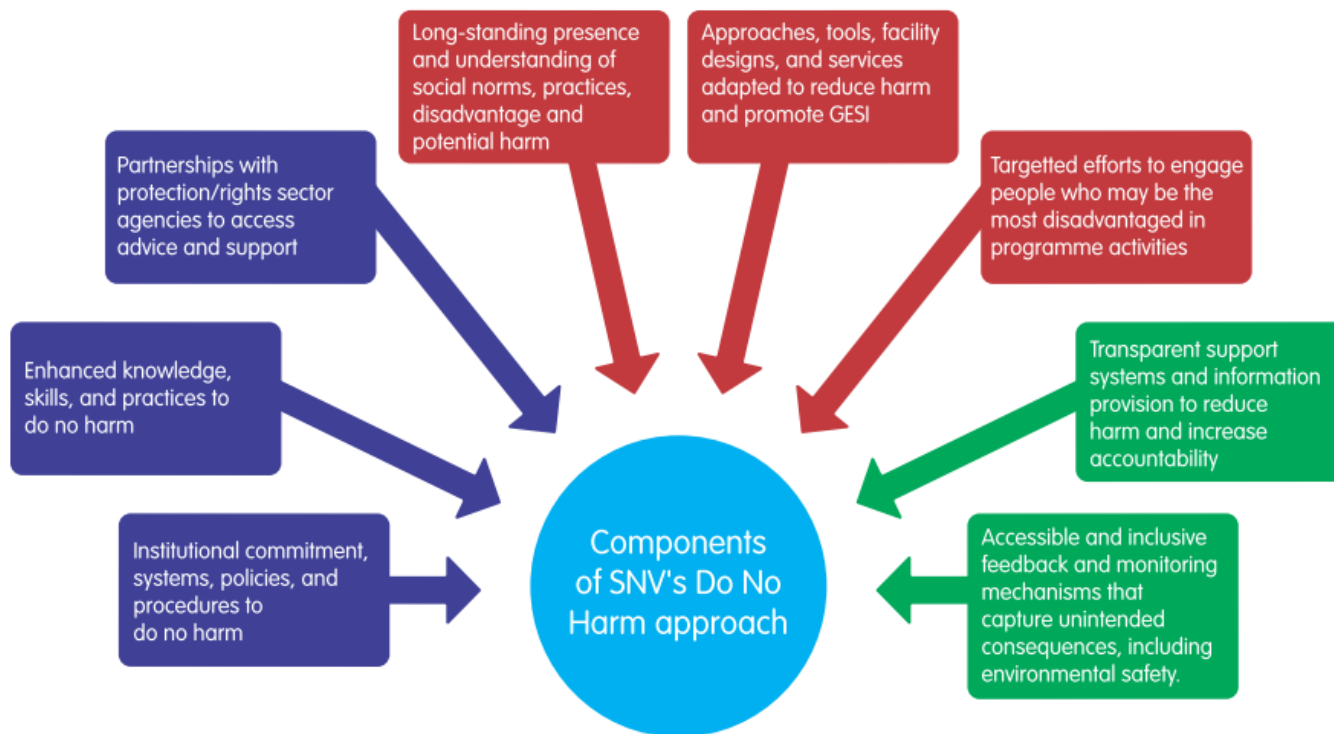 Long-standing presence
and understanding of
social norms, practices,
disadvantage and
potential harm
Approaches, tools, facility
designs, and services
adapted to reduce harm
and promote GESI
Partnerships with
protection/rights sector
agencies to access
advice and support
Targetted efforts to engage
people who may be the
most disadvantaged in
programme activities
Enhanced knowledge,
skills, and practices to
do no harm
Transparent support
systems and information
provision to reduce
harm and increase
accountability
Institutional commitment,
systems, policies, and
procedures to
do no harm
Components
of SNV's Do No
Harm approach
Accessible and inclusive
feedback and monitoring
mechanisms that
capture unintended
consequences, including
environmental safety.